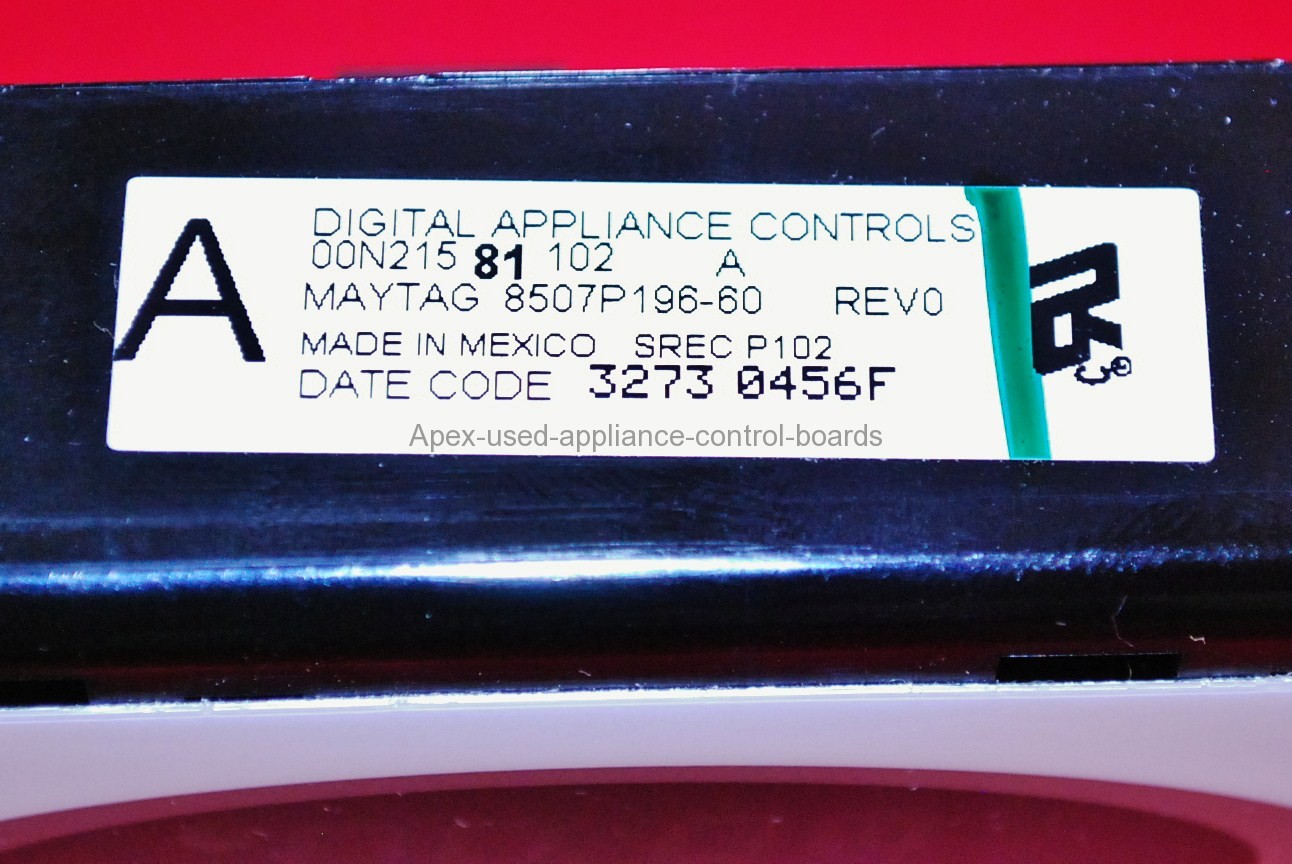 A
DIGITAL APPLIANCE CONTROLS
00N215 81 102 A
MAYTAG 8507P196-60 REV0
MADE IN MEXICO SREC P102
DATE CODE 3273 0456F
Apex-used-appliance-control-boards